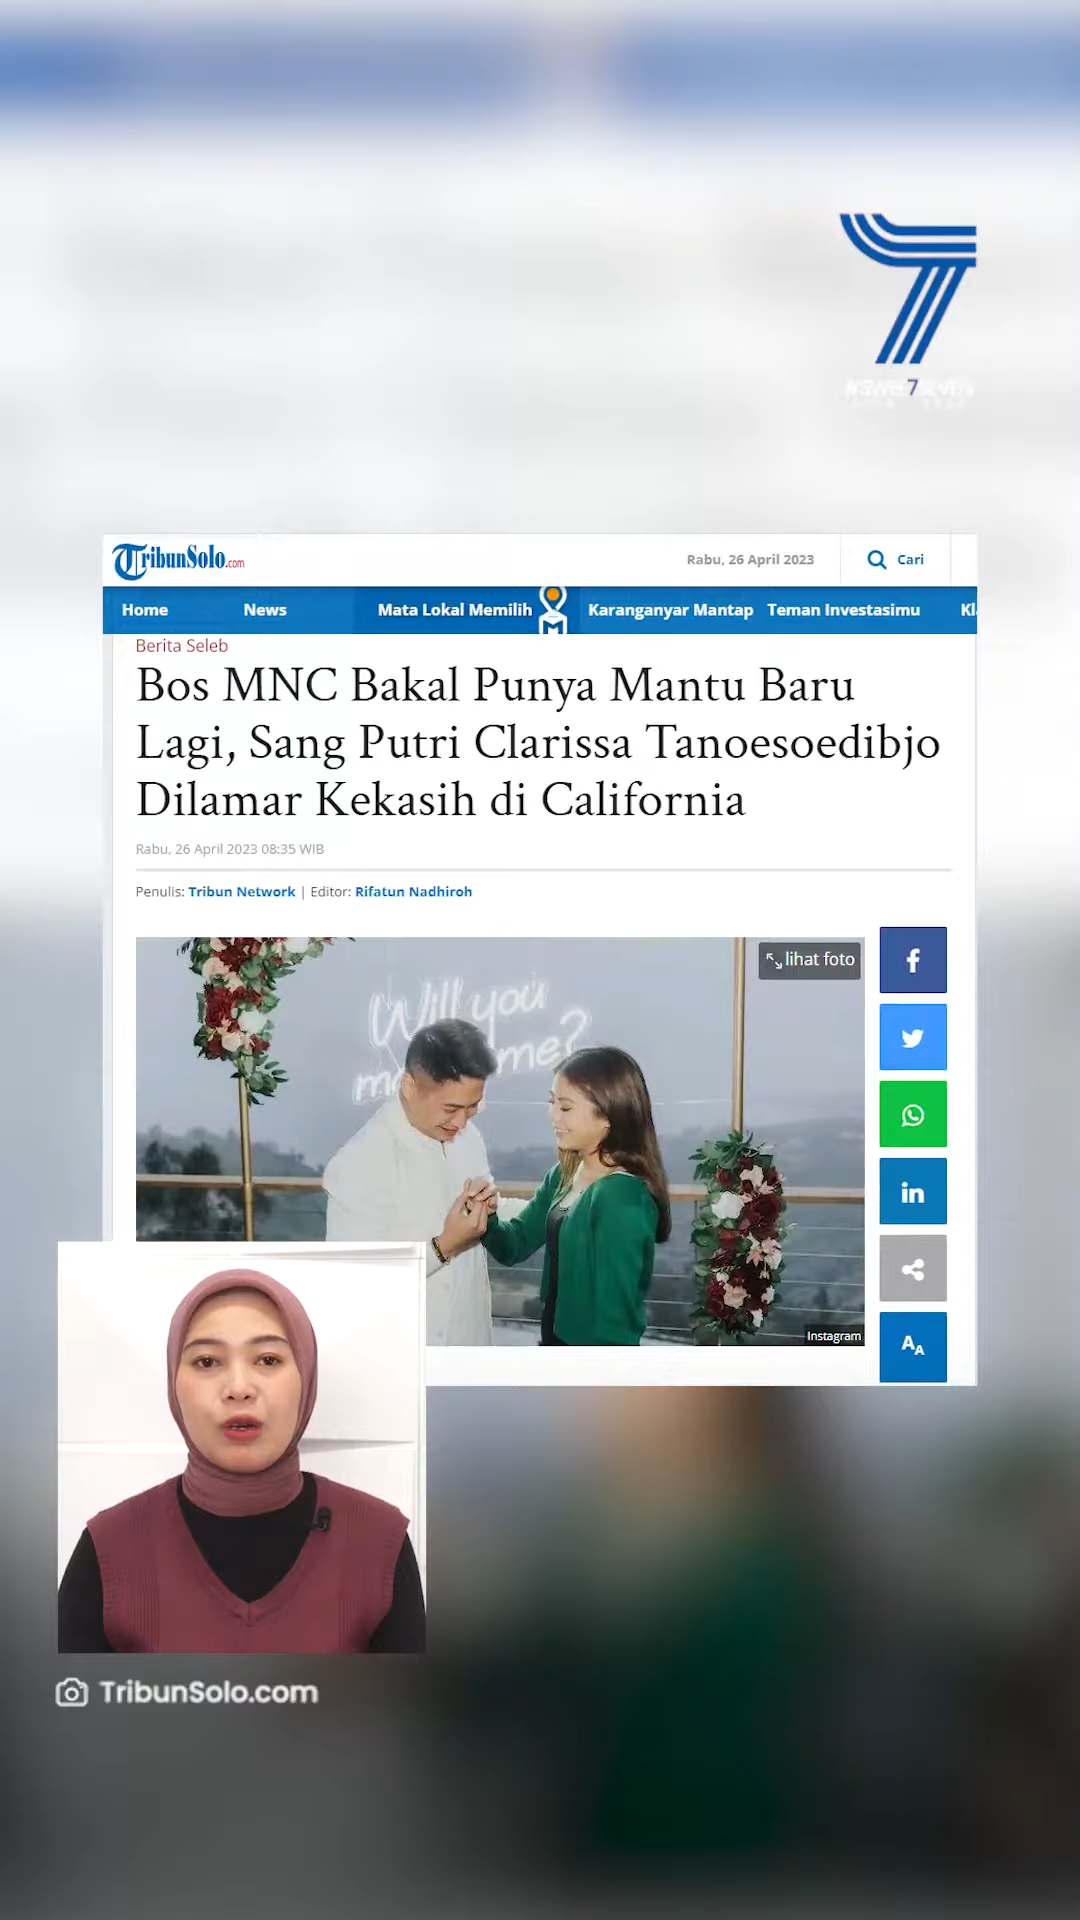 7
TribunSolo.com
Rabu, 26 April 2023
Cari
Home
News
Mata Lokal Memilih
Karanganyar Mantap
Teman Investasimu
Berita Seleb
Bos MNC Bakal Punya Mantu Baru
Lagi, Sang Putri Clarissa Tanoesoedibjo
Dilamar Kekasih di California
Rabu, 26 April 2023 08:35 WIB
Penulis: Tribun Network | Editor: Rifatun Nadhiroh
lihat foto
Will you
me?
Instagram
AA
TribunSolo.com